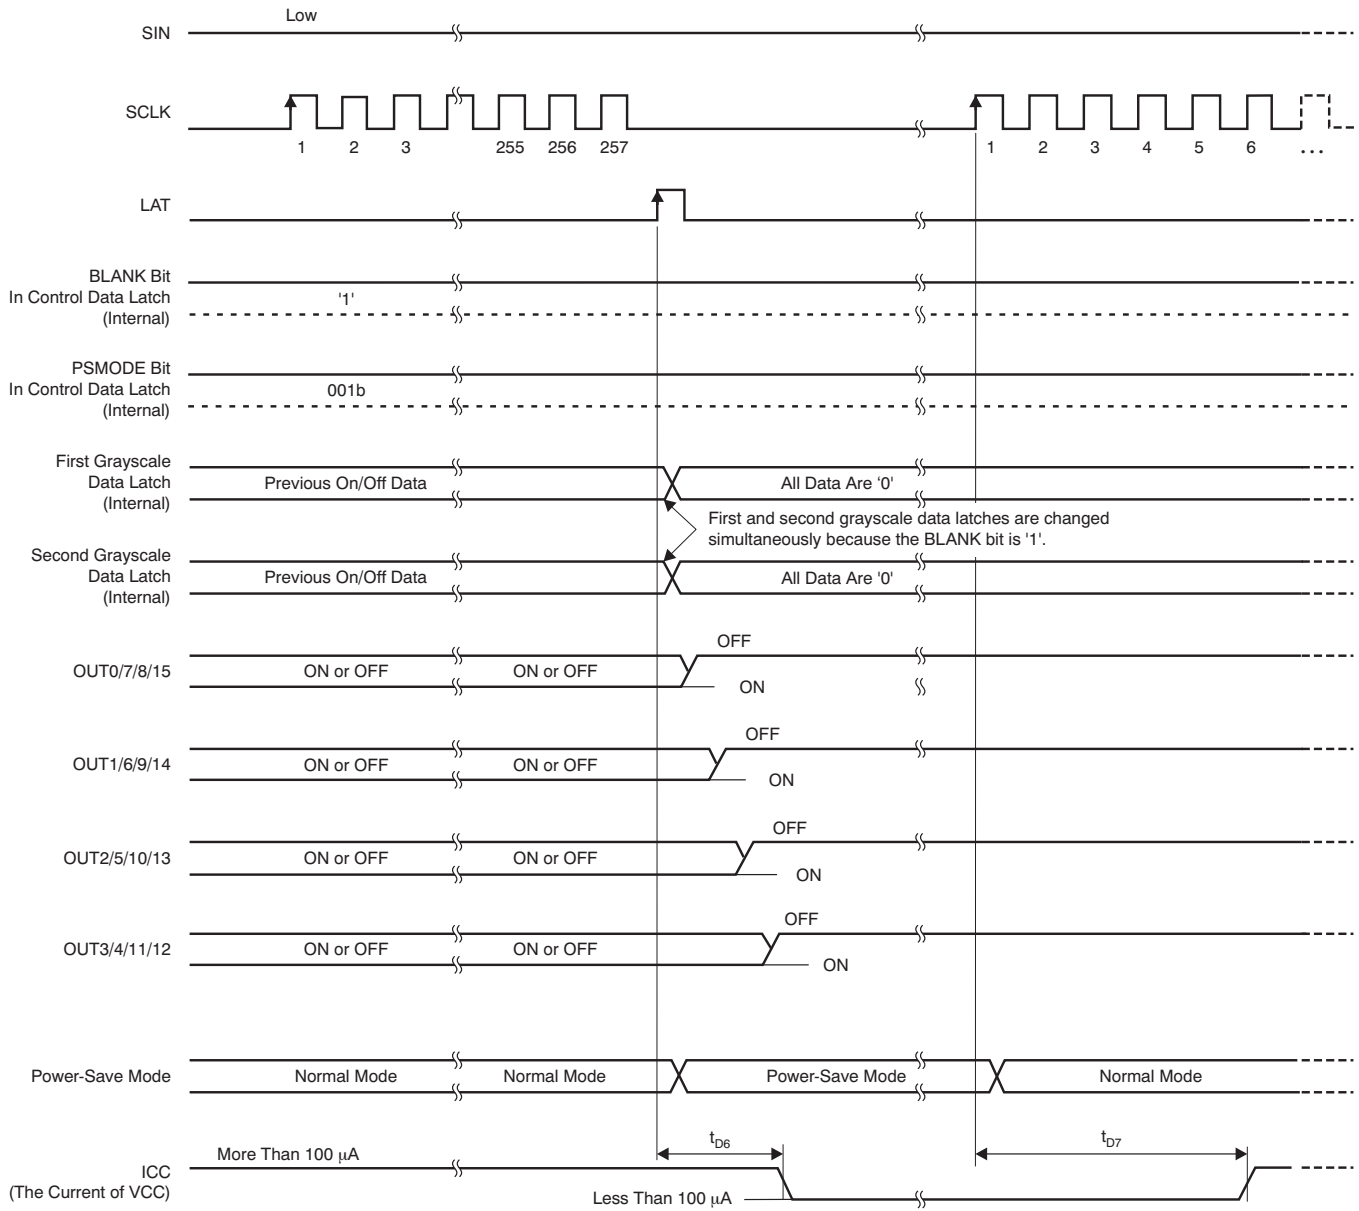 Low
SIN
SCLK
1 2 3 255 256 257 1 2 3 4 5 6 ...
LAT
BLANK Bit
In Control Data Latch
(Internal)
'1'
PSMODE Bit
In Control Data Latch
(Internal)
001b
First Grayscale
Data Latch
(Internal)
Previous On/Off Data
All Data Are '0'
First and second grayscale data latches are changed
simultaneously because the BLANK bit is '1'.
Second Grayscale
Data Latch
(Internal)
Previous On/Off Data
All Data Are '0'
OFF
OUT0/7/8/15
ON or OFF
ON or OFF
ON
OFF
OUT1/6/9/14
ON or OFF
ON or OFF
ON
OFF
OUT2/5/10/13
ON or OFF
ON or OFF
ON
OFF
OUT3/4/11/12
ON or OFF
ON or OFF
ON
Power-Save Mode
Normal Mode
Normal Mode
Power-Save Mode
Normal Mode
tD6
tD7
More Than 100 μA
ICC
(The Current of VCC)
Less Than 100 μA